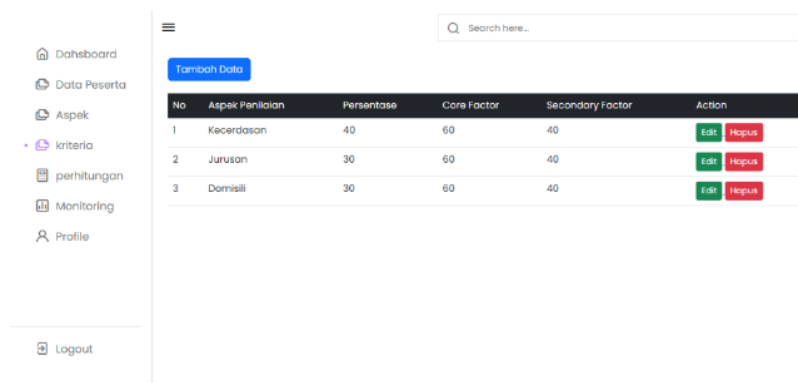 Search here...
Dahsboard
Data Peserta
Aspek
kriteria
perhitungan
Monitoring
Profile
Logout
Tambah Data
No Aspek Penilaian Persentase Core Factor Secondary Factor Action
1 Kecerdasan 40 60 40 Edit Hapus
2 Jurusan 30 60 40 Edit Hapus
3 Domisili 30 60 40 Edit Hapus